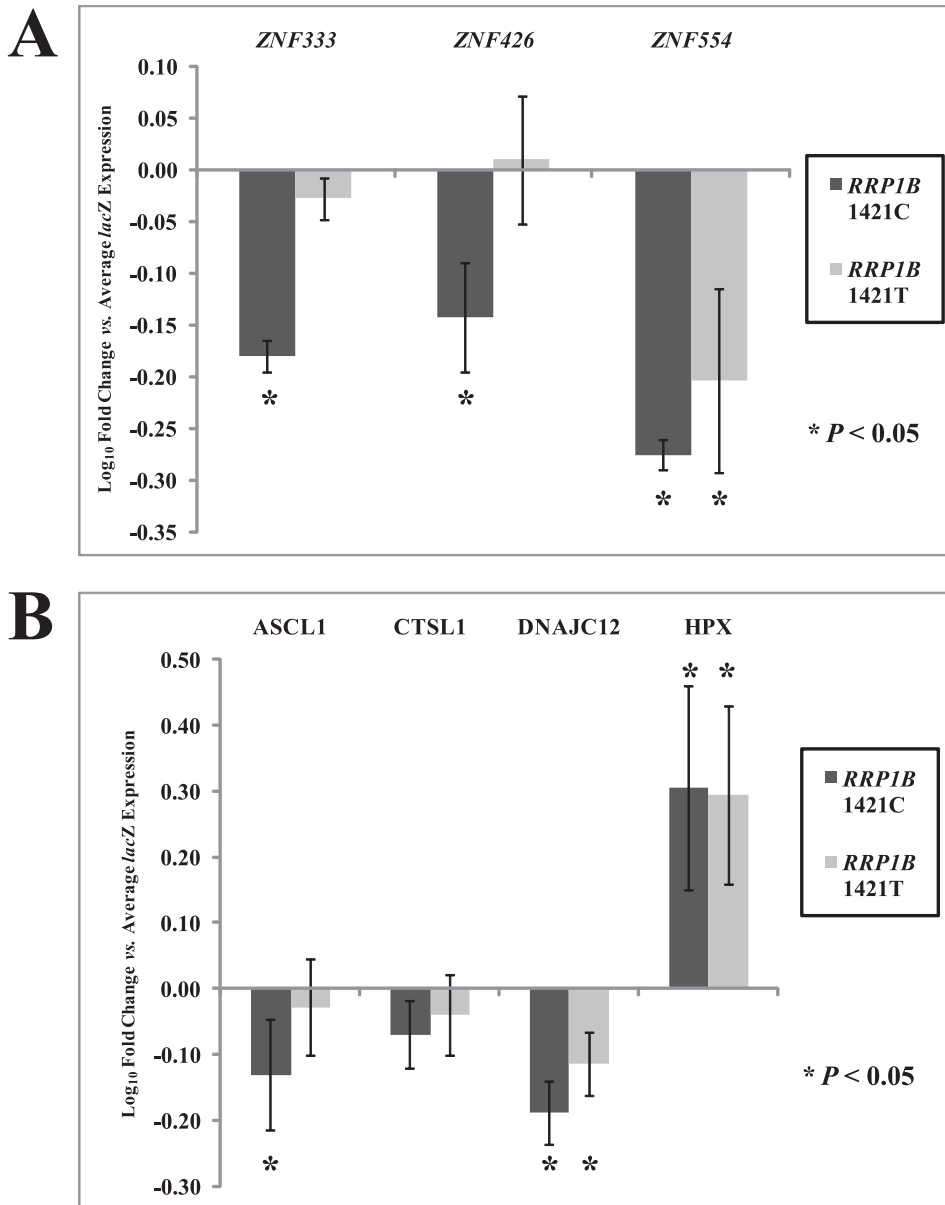 A
ZNF333 ZNF426 ZNF554
Log10 Fold Change vs. Average lacZ Expression
0.10
0.05
0.00
-0.05
-0.10
-0.15
-0.20
-0.25
-0.30
-0.35
* *
* *
RRP1B
1421C
RRP1B
1421T
* P < 0.05
B
ASCL1 CTSL1 DNAJC12 HPX
Log10 Fold Change vs. Average lacZ Expression
0.50
0.40
0.30
0.20
0.10
0.00
-0.10
-0.20
-0.30
* *
* * *
RRP1B
1421C
RRP1B
1421T
* P < 0.05